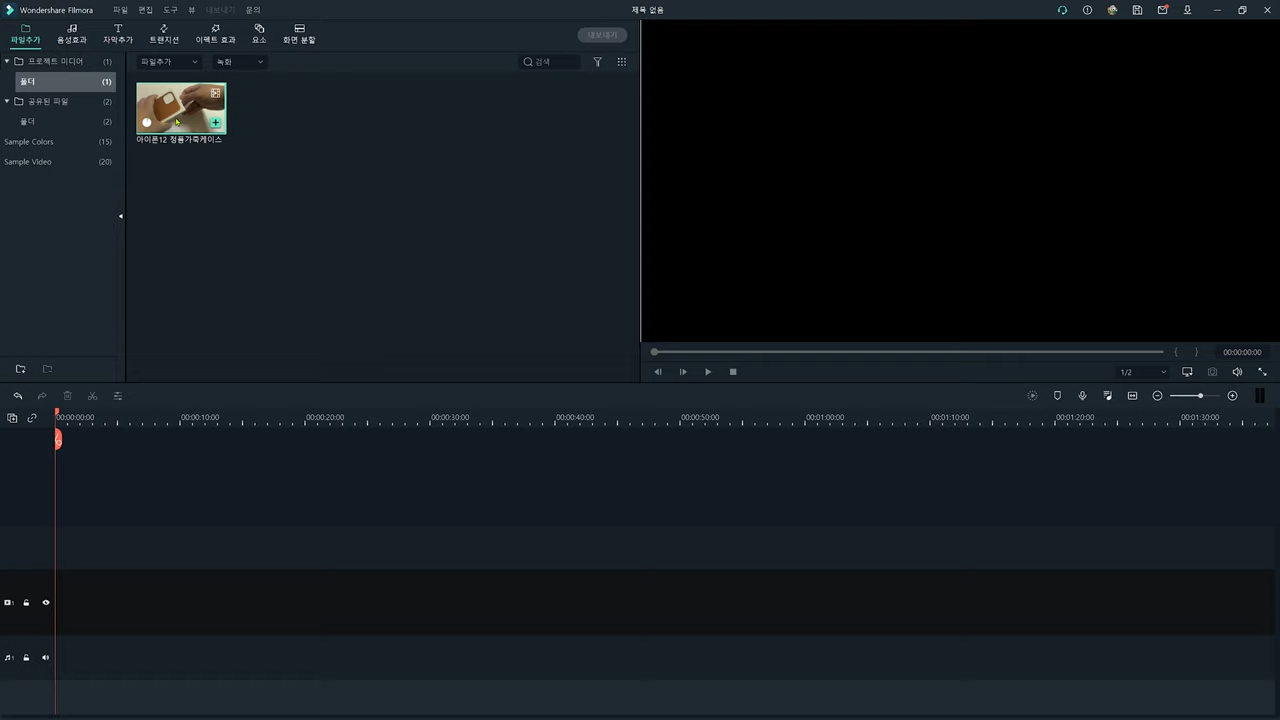 Wondershare Filmora 파일 편집 도구 뷰 내보내기 문의 제목 없음
파일추가 음성효과 자막추가 트랜지션 이펙트 효과 요소 화면 분할 내보내기
프로젝트 미디어 (1) 파일추가 녹화 검색
폴더 (1)
공유된 파일 (2)
폴더 (2)
Sample Colors (15)
Sample Video (20)
아이폰12 정품가죽케이스
00:00:00:00
1/2
00:00:00:00 00:00:10:00 00:00:20:00 00:00:30:00 00:00:40:00 00:00:50:00 00:01:00:00 00:01:10:00 00:01:20:00 00:01:30:00
1
1